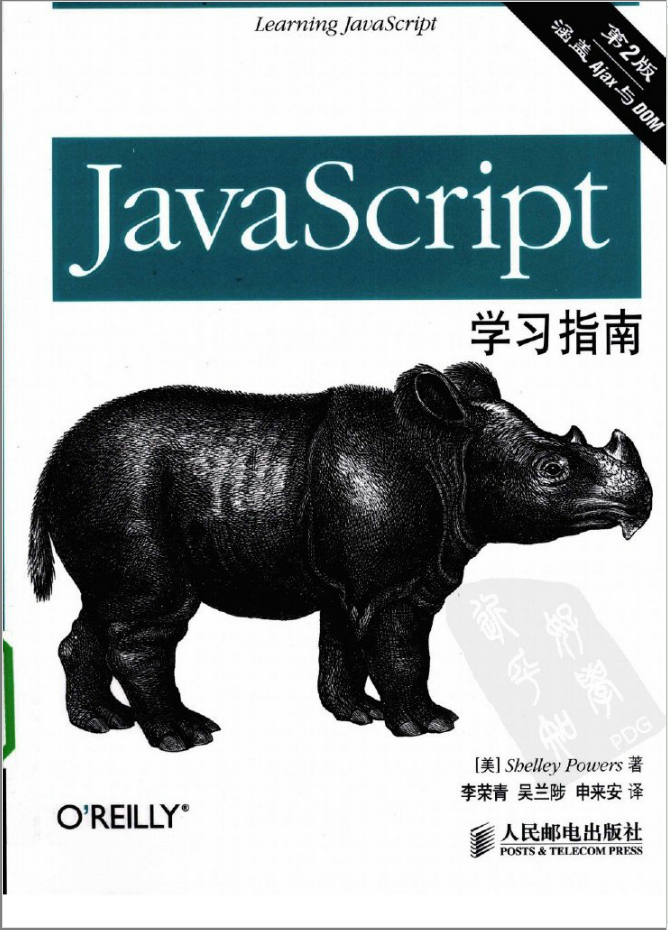 Learning JavaScript
第2版
涵盖Ajax与DOM
JavaScript
学习指南
PDG
[美] Shelley Powers 著
李荣青 吴兰陟 申来安 译
O'REILLY®
人民邮电出版社
POSTS & TELECOM PRESS